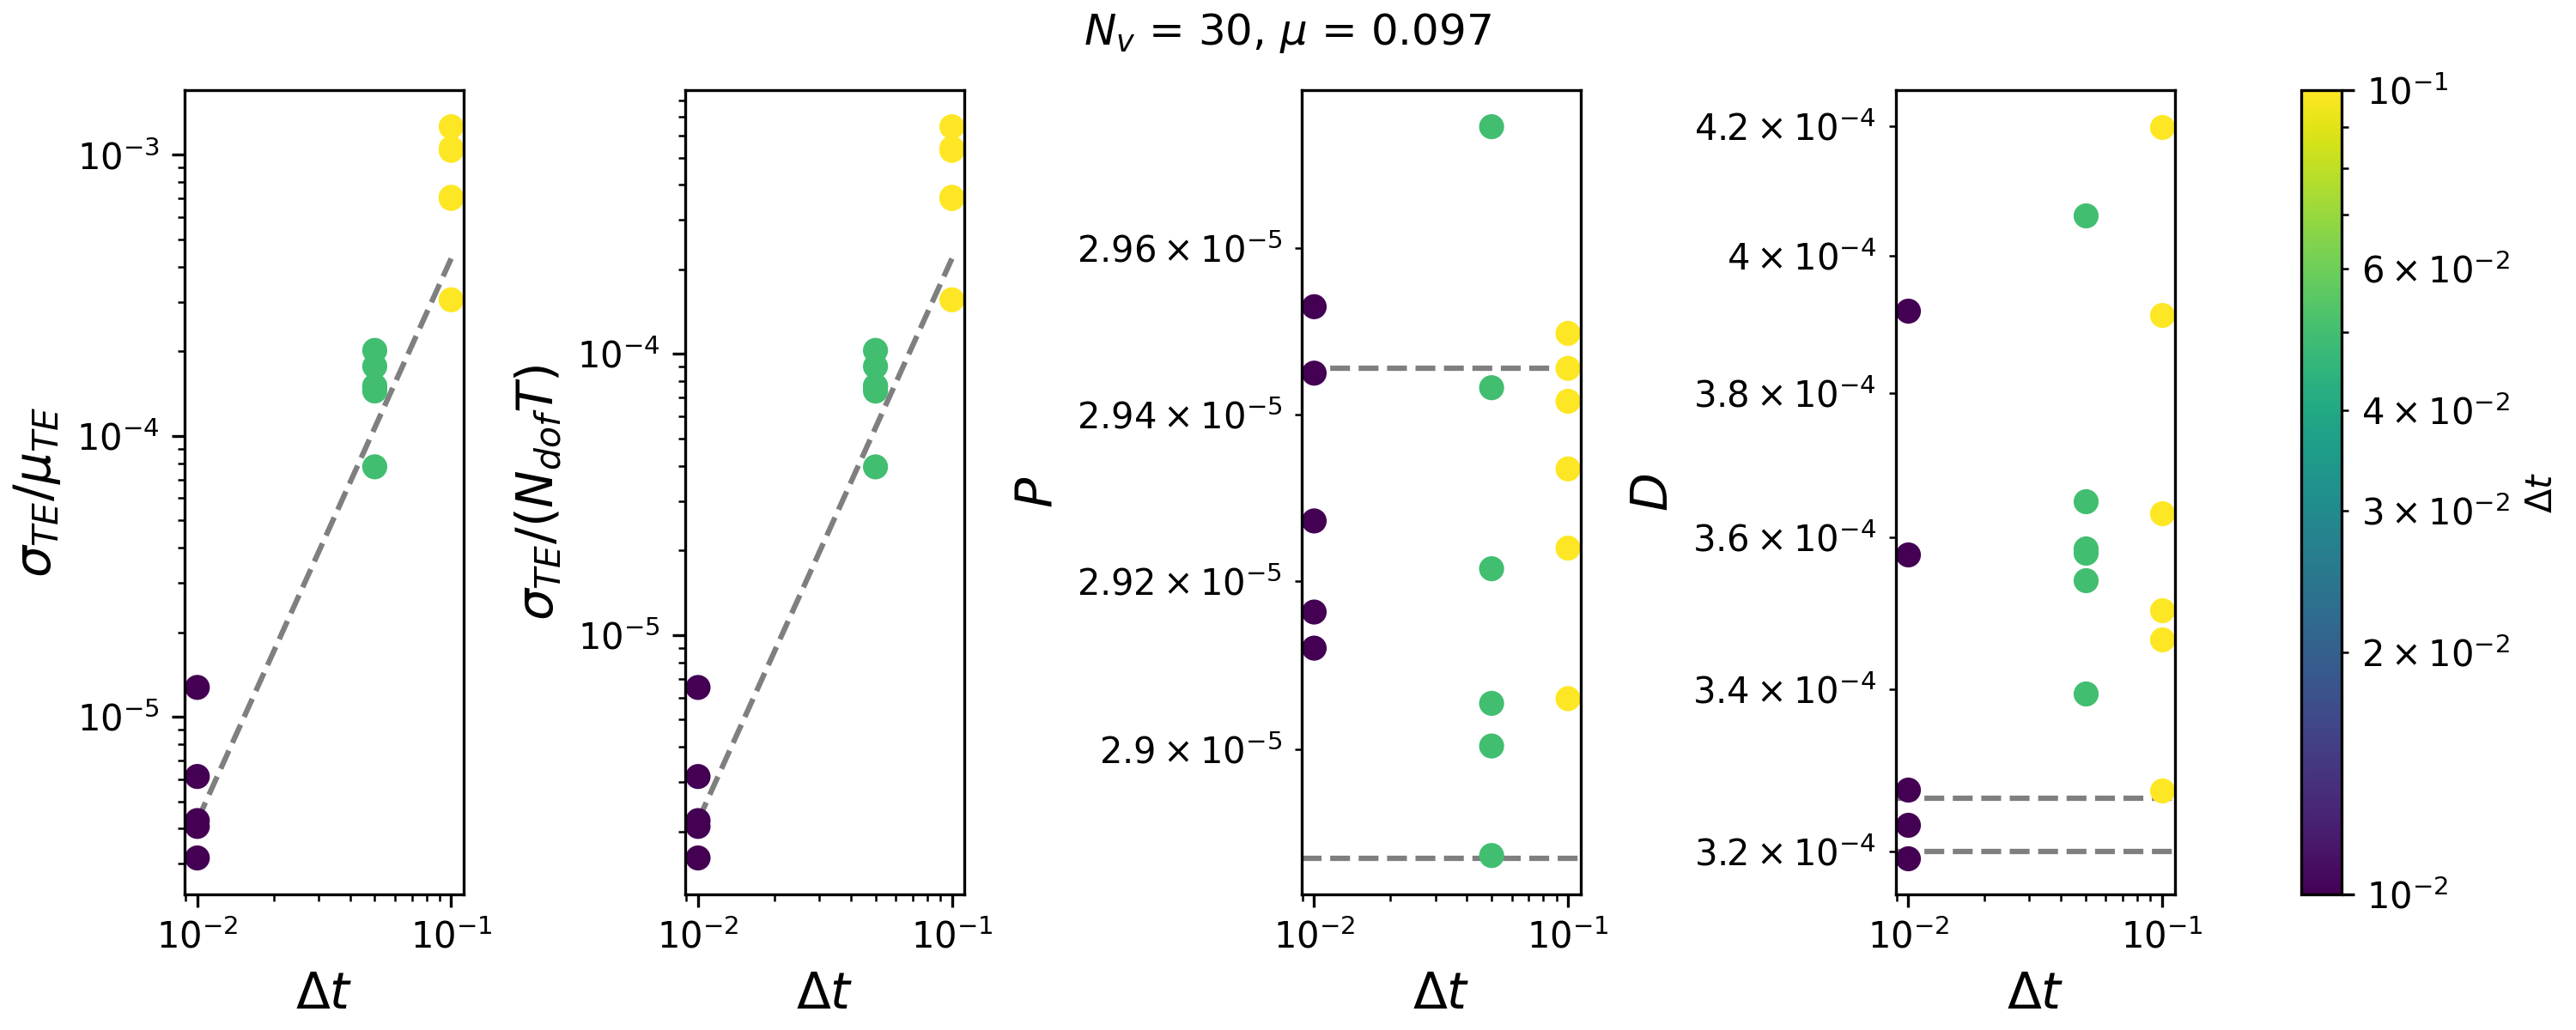 N_v = 30, μ = 0.097
σ_TE/μ_TE
10⁻³
10⁻⁴
10⁻⁵
10⁻² 10⁻¹
Δt
σ_TE/(N_dof T)
10⁻⁴
10⁻⁵
10⁻² 10⁻¹
Δt
P
2.96 × 10⁻⁵
2.94 × 10⁻⁵
2.92 × 10⁻⁵
2.9 × 10⁻⁵
10⁻² 10⁻¹
Δt
D
4.2 × 10⁻⁴
4 × 10⁻⁴
3.8 × 10⁻⁴
3.6 × 10⁻⁴
3.4 × 10⁻⁴
3.2 × 10⁻⁴
10⁻² 10⁻¹
Δt
10⁻¹
6 × 10⁻²
4 × 10⁻²
3 × 10⁻²
2 × 10⁻²
10⁻²
Δt